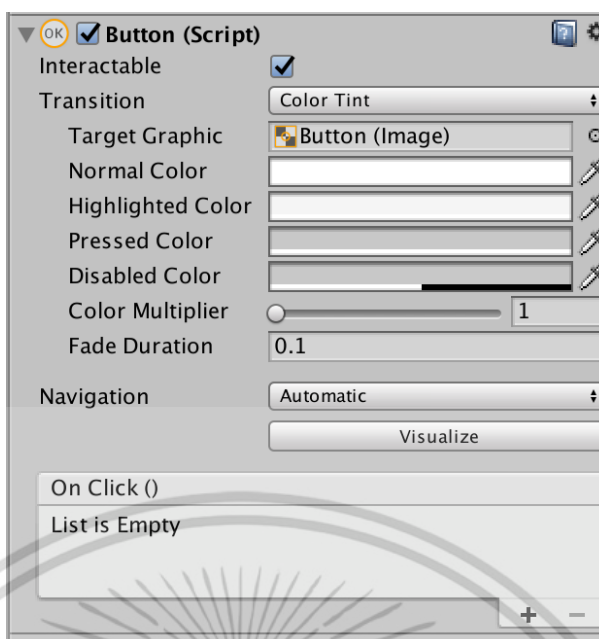 OK Button (Script)
Interactable
Transition Color Tint
Target Graphic Button (Image)
Normal Color
Highlighted Color
Pressed Color
Disabled Color
Color Multiplier 1
Fade Duration 0.1
Navigation Automatic
Visualize
On Click ()
List is Empty